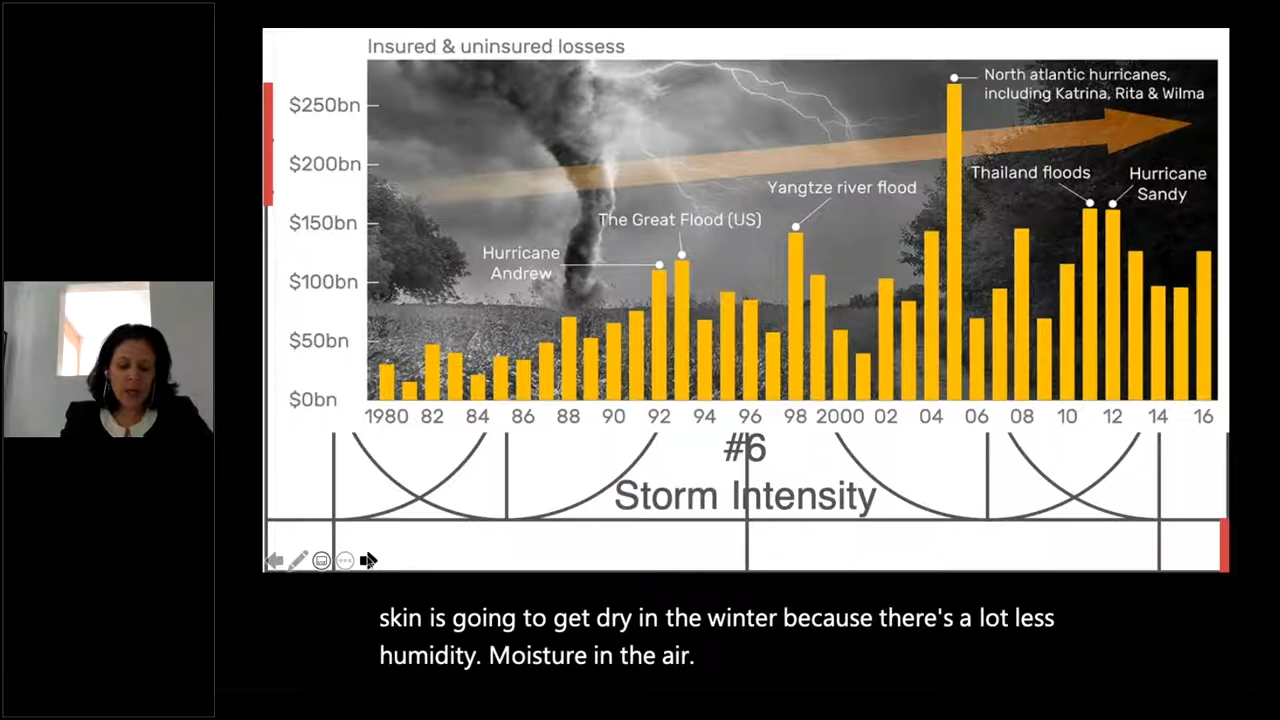 Insured & uninsured lossess
$250bn
$200bn
$150bn
$100bn
$50bn
$0bn
North atlantic hurricanes,
including Katrina, Rita & Wilma
Thailand floods
Hurricane
Sandy
Yangtze river flood
The Great Flood (US)
Hurricane
Andrew
1980 82 84 86 88 90 92 94 96 98 2000 02 04 06 08 10 12 14 16
#6
Storm Intensity
skin is going to get dry in the winter because there's a lot less
humidity. Moisture in the air.